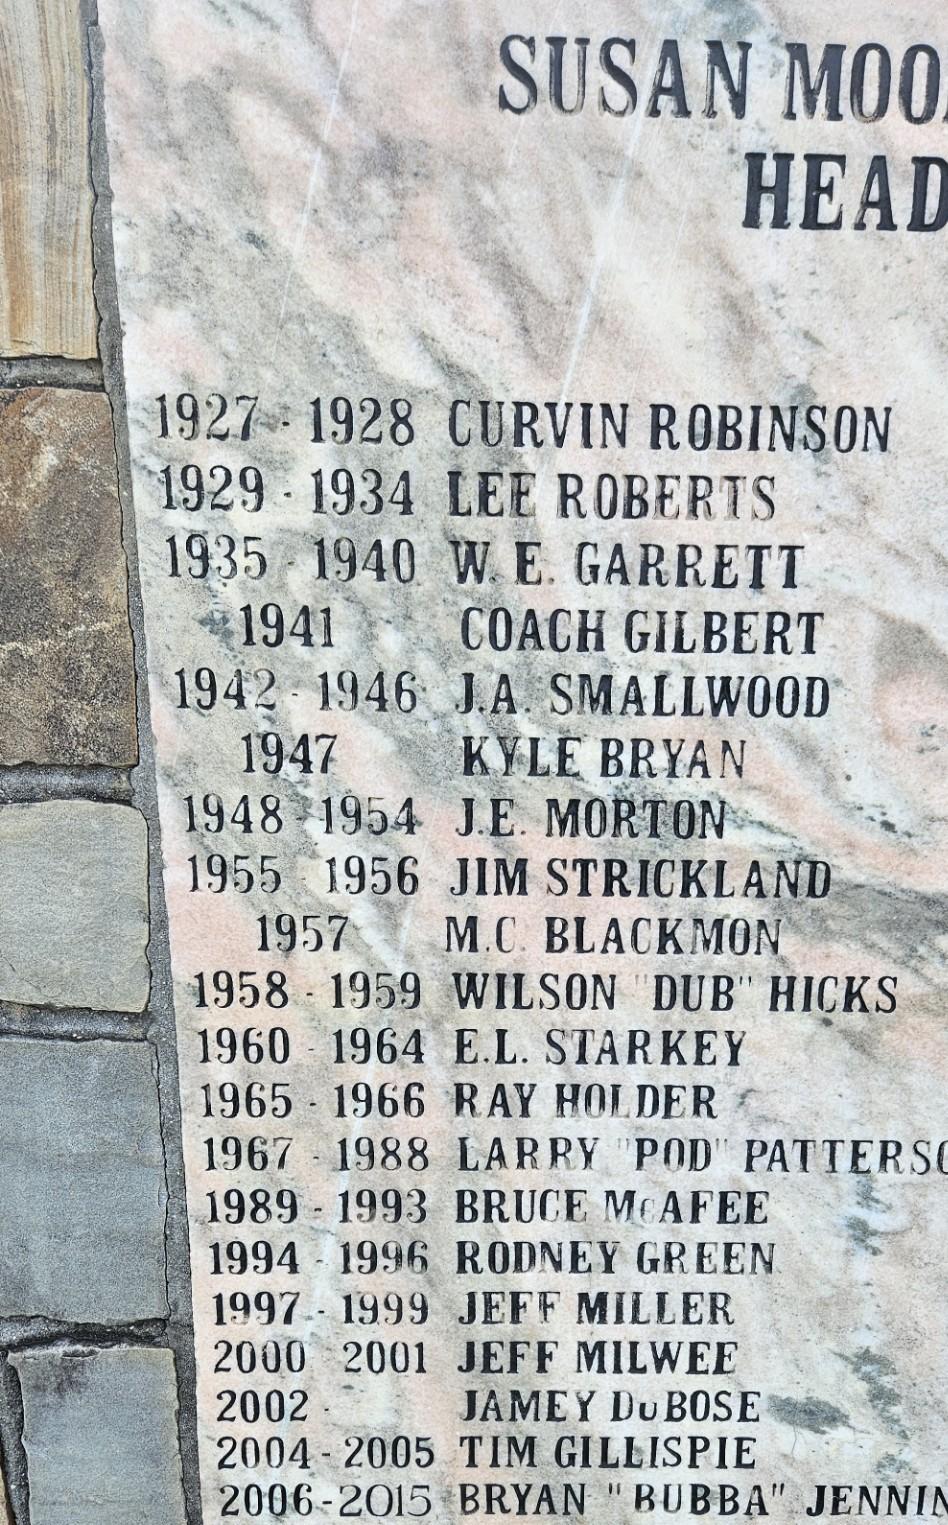 SUSAN MOO
HEAD
1927 - 1928 CURVIN ROBINSON
1929 - 1934 LEE ROBERTS
1935 - 1940 W. E. GARRETT
1941 COACH GILBERT
1942 - 1946 J.A. SMALLWOOD
1947 KYLE BRYAN
1948 - 1954 J.E. MORTON
1955 1956 JIM STRICKLAND
1957 M.C. BLACKMON
1958 - 1959 WILSON "DUB" HICKS
1960 - 1964 E.L. STARKEY
1965 - 1966 RAY HOLDER
1967 - 1988 LARRY "POD" PATTERSO
1989 - 1993 BRUCE McAFEE
1994 - 1996 RODNEY GREEN
1997 - 1999 JEFF MILLER
2000 2001 JEFF MILWEE
2002 - JAMEY DuBOSE
2004 - 2005 TIM GILLISPIE
2006 - 2015 BRYAN "BUBBA" JENNIN